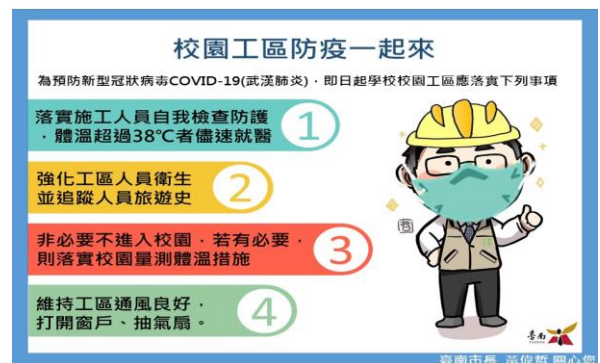 校園工區防疫一起來
為預防新型冠狀病毒COVID-19(武漢肺炎)，即日起學校校園工區應落實下列事項
落實施工人員自我檢查防護
，體溫超過38℃者儘速就醫
1
強化工區人員衛生
並追蹤人員旅遊史
2
非必要不進入校園，若有必要，
則落實校園量測體溫措施
3
維持工區通風良好，
打開窗戶、抽氣扇。
4
哲
臺南
臺南市長 黃偉哲 關心您